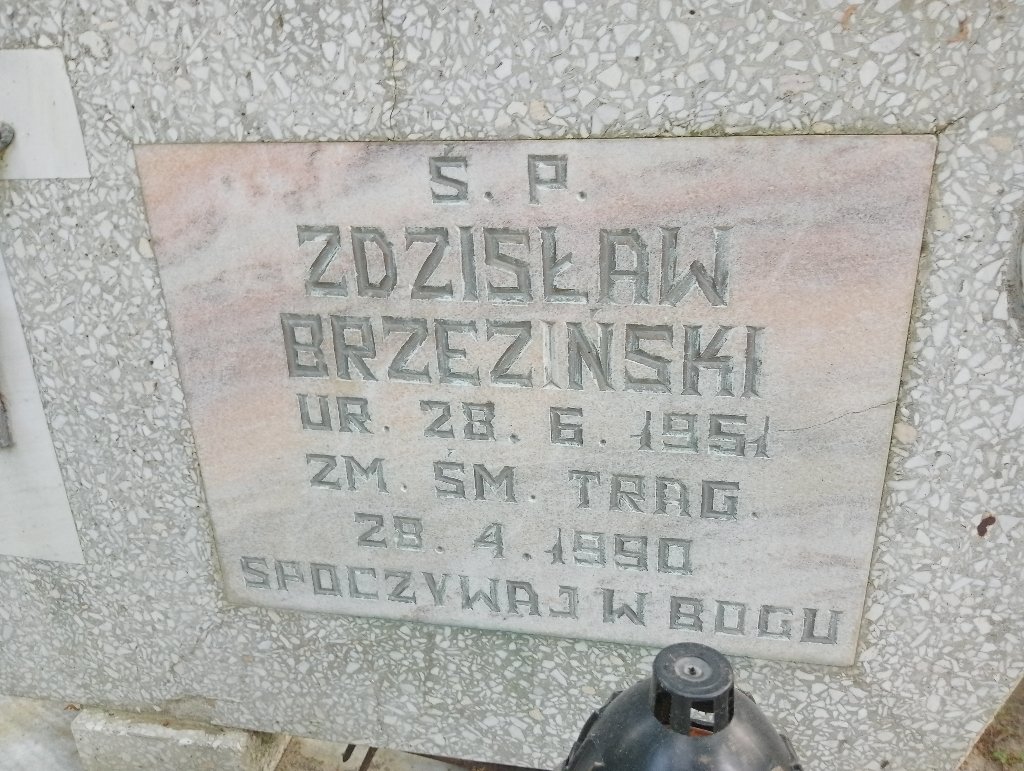 Ś. P.
ZDZISŁAW
BRZEZIŃSKI
UR. 28. 6. 1951
ZM. ŚM. TRAG.
28. 4. 1990
SPOCZYWAJ W BOGU